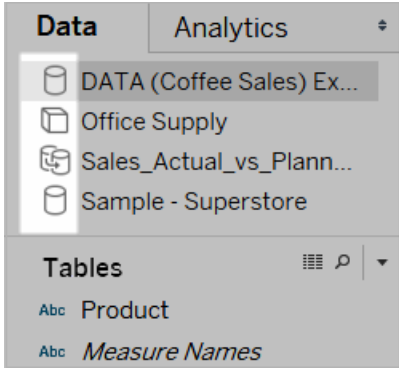 Data Analytics
DATA (Coffee Sales) Ex...
Office Supply
Sales_Actual_vs_Plann...
Sample - Superstore
Tables
Abc Product
Abc Measure Names